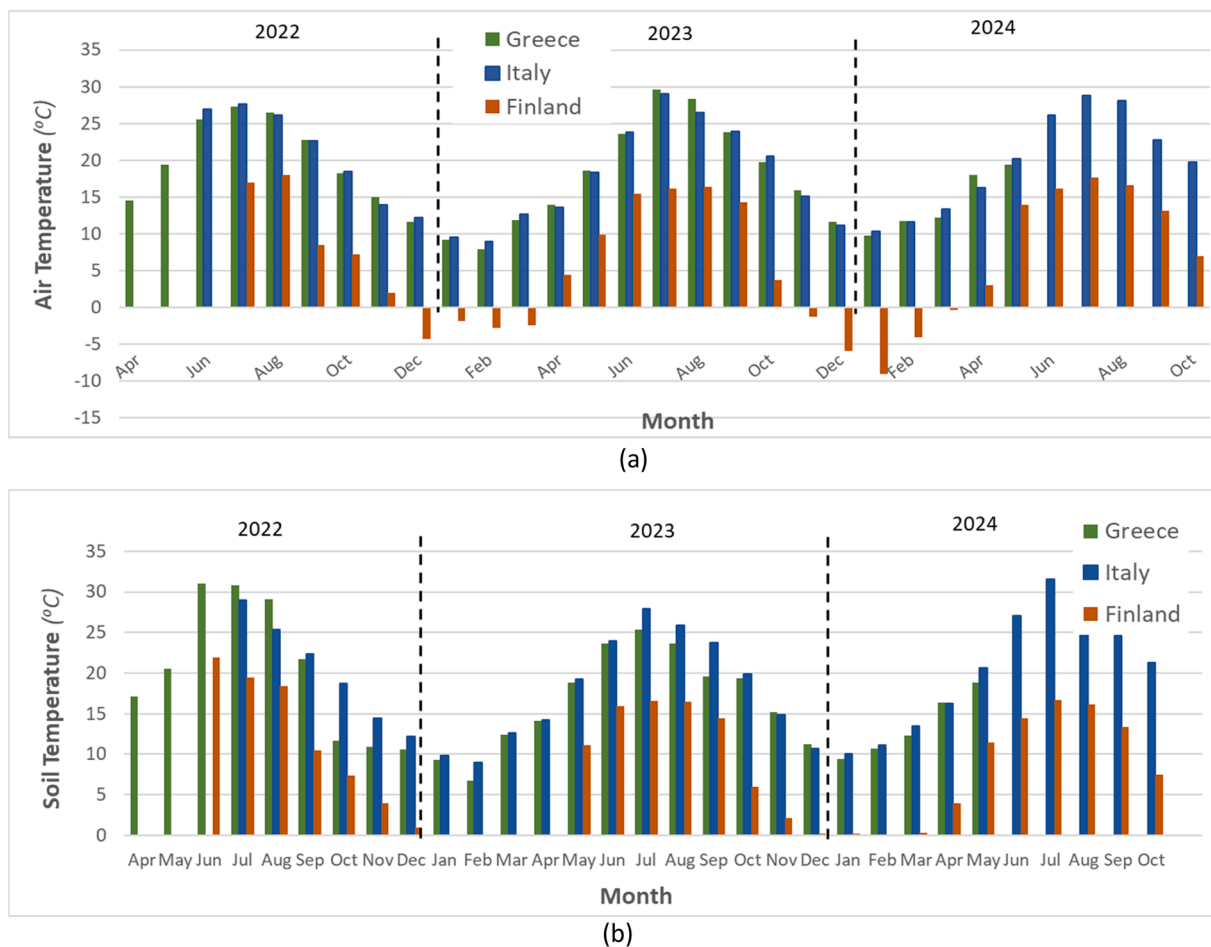 2022
2023
2024
Greece
Italy
Finland
35
30
25
20
15
10
5
0
-5
-10
-15
Air Temperature (°C)
Apr Jun Aug Oct Dec Feb Apr Jun Aug Oct Dec Feb Apr Jun Aug Oct
Month
(a)
2022
2023
2024
Greece
Italy
Finland
35
30
25
20
15
10
5
0
Soil Temperature (°C)
Apr May Jun Jul Aug Sep Oct Nov Dec Jan Feb Mar Apr May Jun Jul Aug Sep Oct Nov Dec Jan Feb Mar Apr May Jun Jul Aug Sep Oct
Month
(b)